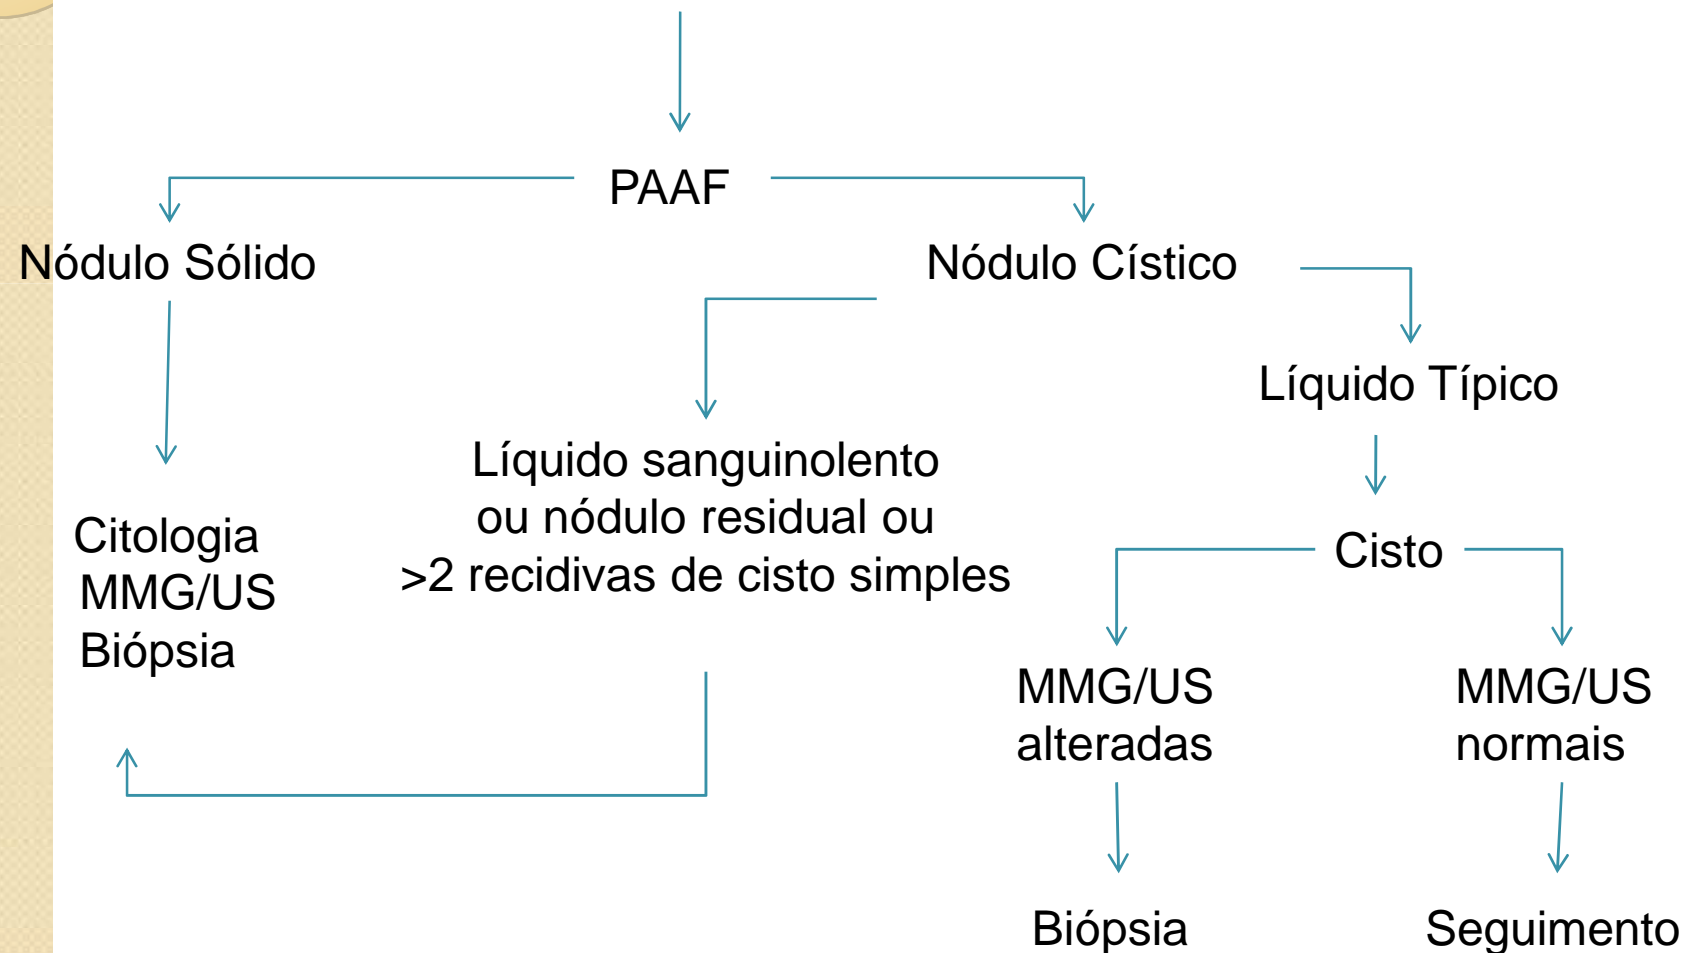 PAAF
Nódulo Sólido
Nódulo Cístico
Líquido Típico
Líquido sanguinolento
ou nódulo residual ou
>2 recidivas de cisto simples
Citologia
MMG/US
Biópsia
Cisto
MMG/US
alteradas
MMG/US
normais
Biópsia
Seguimento